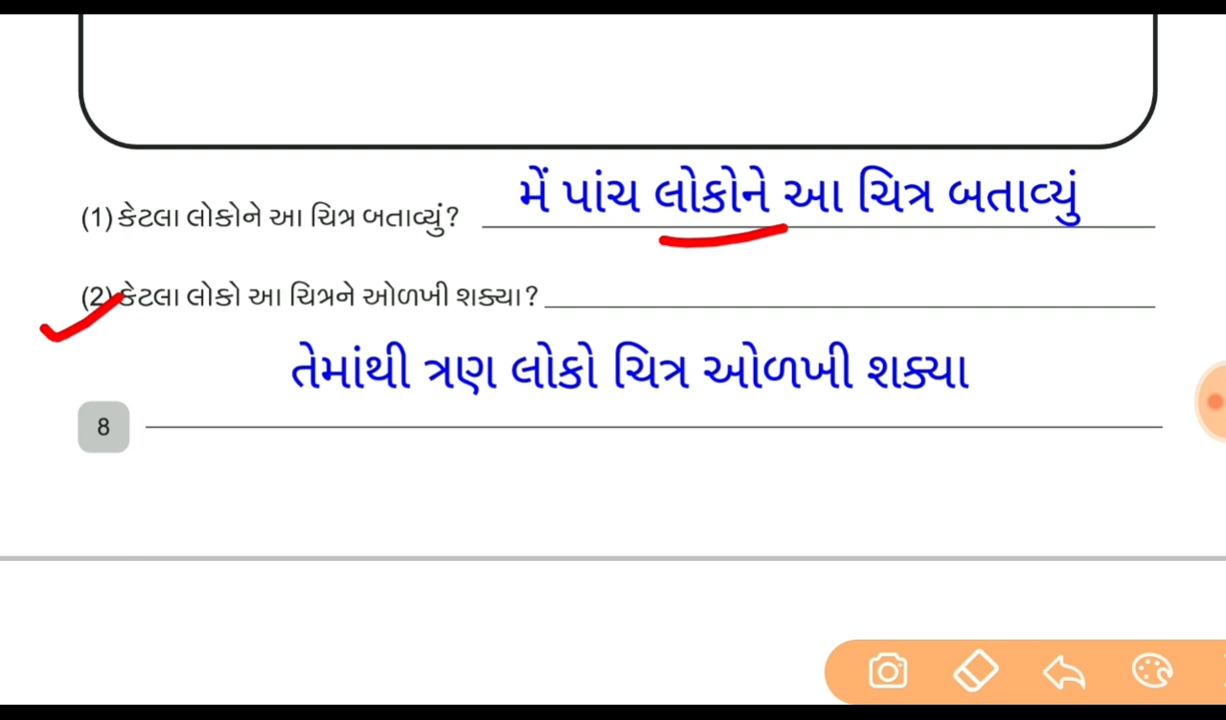 (1) કેટલા લોકોને આ ચિત્ર બતાવ્યું? મેં પાંચ લોકોને આ ચિત્ર બતાવ્યું
(2) કેટલા લોકો આ ચિત્રને ઓળખી શક્યા?
તેમાંથી ત્રણ લોકો ચિત્ર ઓળખી શક્યા
8